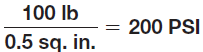 100 lb
0.5 sq. in. = 200 PSI